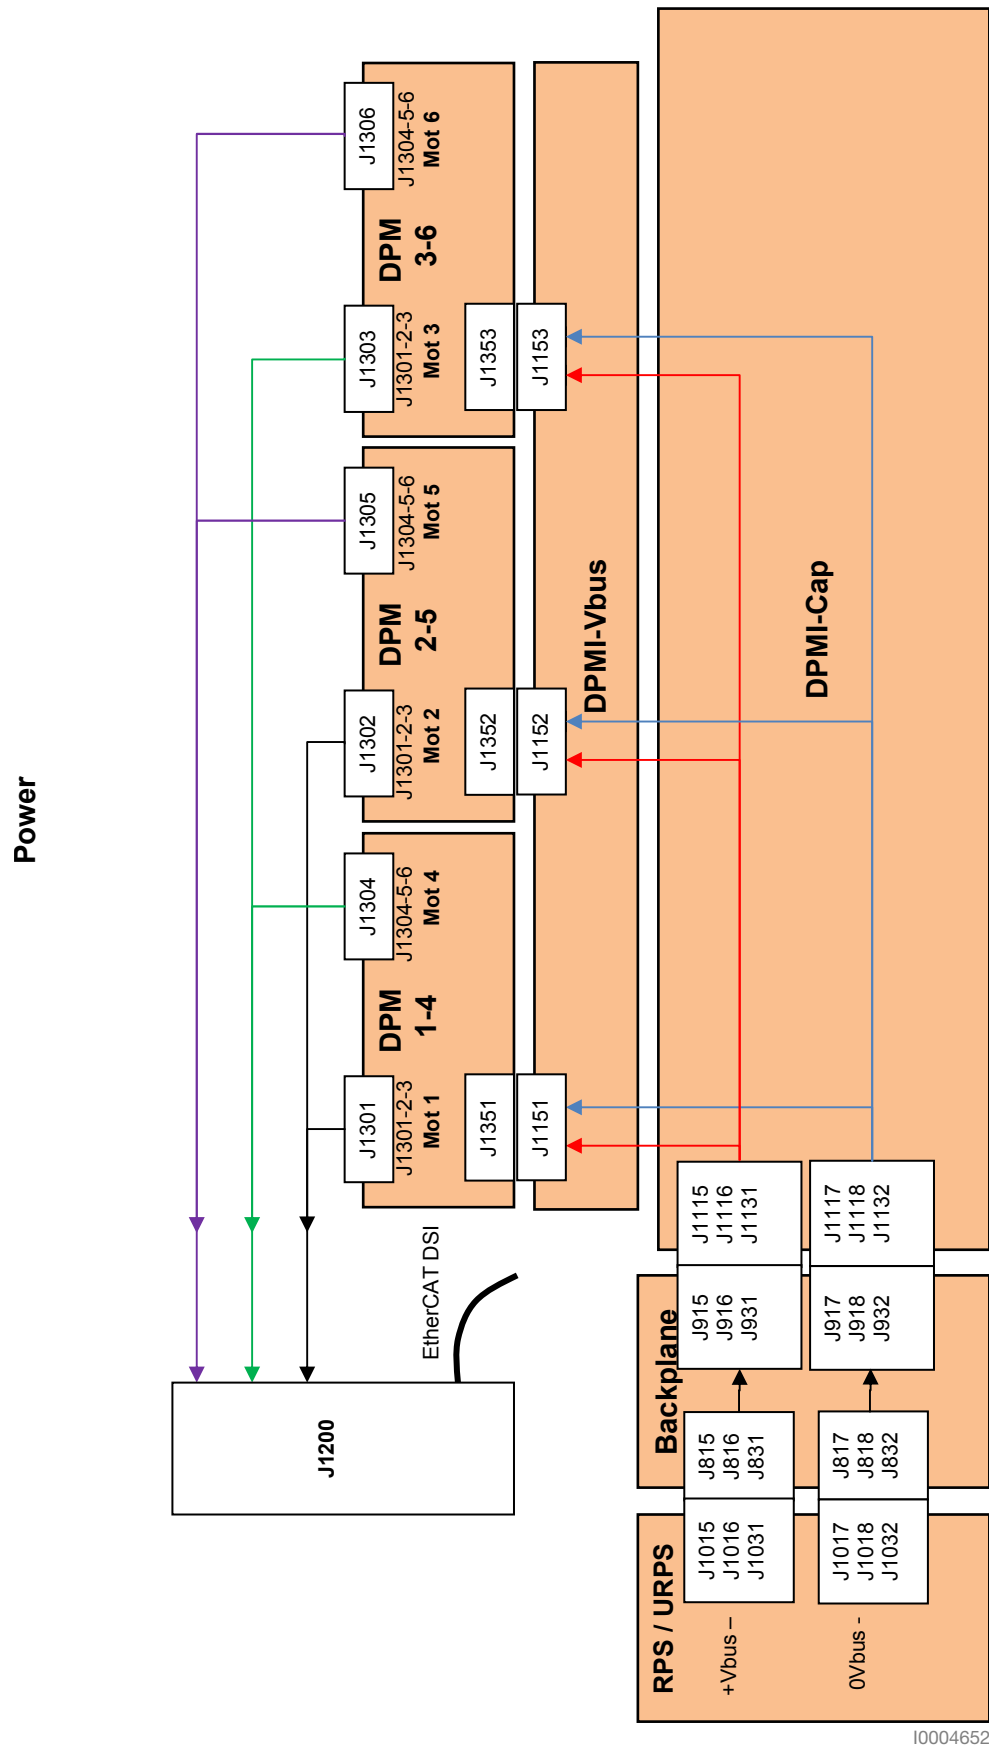 Power
J1306
J1304-5-6
Mot 6
DPM
3-6
J1303
J1301-2-3
Mot 3
J1353
J1153
J1305
J1304-5-6
Mot 5
DPM
2-5
J1302
J1301-2-3
Mot 2
J1352
J1152
J1304
J1304-5-6
Mot 4
DPM
1-4
J1301
J1301-2-3
Mot 1
J1351
J1151
DPMI-Vbus
DPMI-Cap
J1115
J1116
J1131
J1117
J1118
J1132
J915
J916
J931
J917
J918
J932
Backplane
J815
J816
J831
J817
J818
J832
J1015
J1016
J1031
J1017
J1018
J1032
RPS / URPS
+Vbus –
0Vbus -
EtherCAT DSI
J1200
I0004652